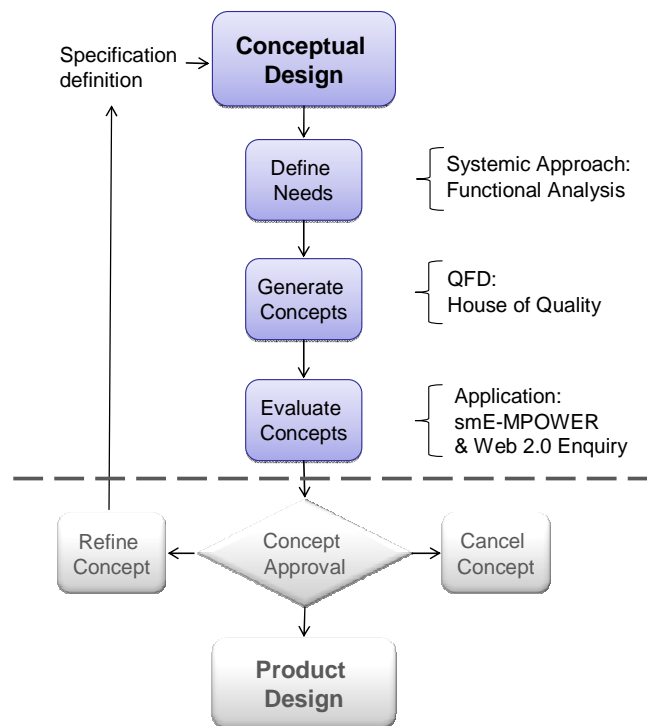 Specification
definition
Conceptual
Design
Define
Needs
Systemic Approach:
Functional Analysis
Generate
Concepts
QFD:
House of Quality
Evaluate
Concepts
Application:
smE-MPOWER
& Web 2.0 Enquiry
Refine
Concept
Concept
Approval
Cancel
Concept
Product
Design